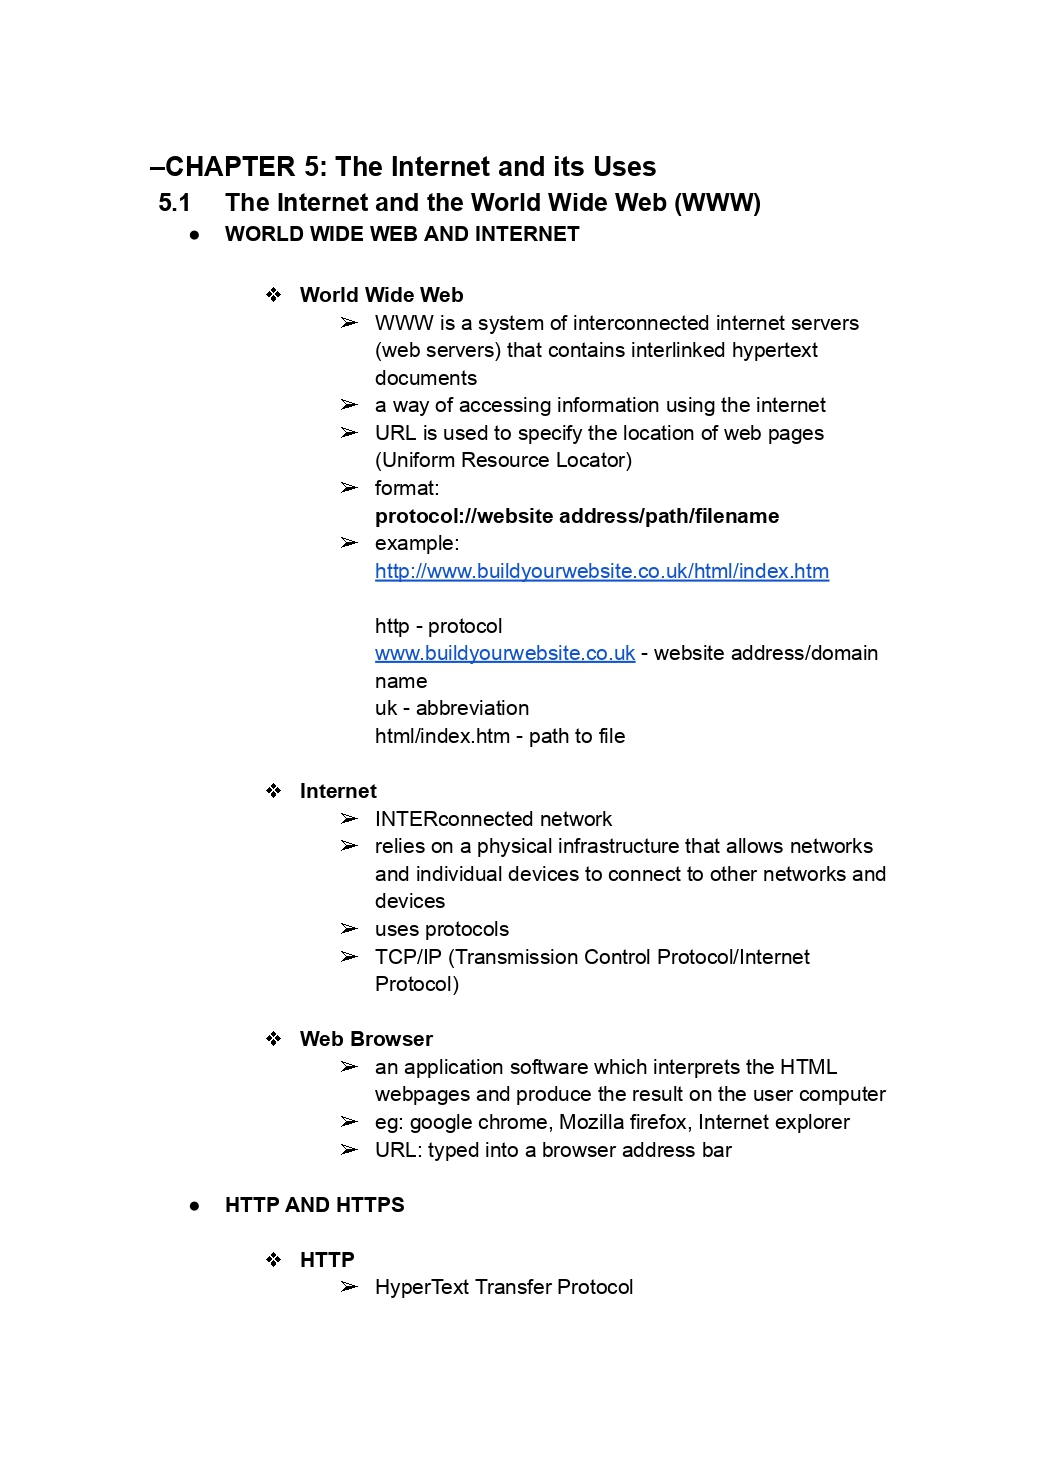 –CHAPTER 5: The Internet and its Uses
5.1 The Internet and the World Wide Web (WWW)
● WORLD WIDE WEB AND INTERNET
❖ World Wide Web
➢ WWW is a system of interconnected internet servers
(web servers) that contains interlinked hypertext
documents
➢ a way of accessing information using the internet
➢ URL is used to specify the location of web pages
(Uniform Resource Locator)
➢ format:
protocol://website address/path/filename
➢ example:
http://www.buildyourwebsite.co.uk/html/index.htm
http - protocol
www.buildyourwebsite.co.uk - website address/domain
name
uk - abbreviation
html/index.htm - path to file
❖ Internet
➢ INTERconnected network
➢ relies on a physical infrastructure that allows networks
and individual devices to connect to other networks and
devices
➢ uses protocols
➢ TCP/IP (Transmission Control Protocol/Internet
Protocol)
❖ Web Browser
➢ an application software which interprets the HTML
webpages and produce the result on the user computer
➢ eg: google chrome, Mozilla firefox, Internet explorer
➢ URL: typed into a browser address bar
● HTTP AND HTTPS
❖ HTTP
➢ HyperText Transfer Protocol